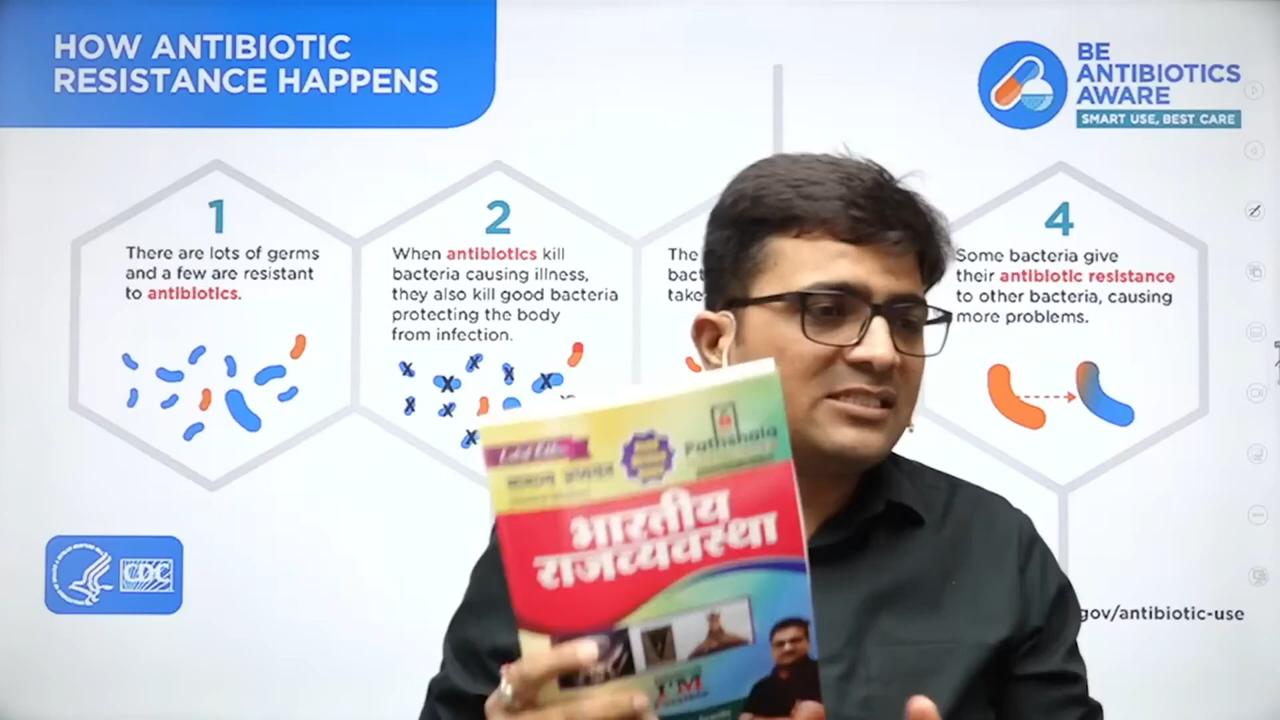 HOW ANTIBIOTIC
RESISTANCE HAPPENS
BE
ANTIBIOTICS
AWARE
SMART USE, BEST CARE
1
There are lots of germs
and a few are resistant
to antibiotics.
2
When antibiotics kill
bacteria causing illness,
they also kill good bacteria
protecting the body
from infection.
The
bact
take
4
Some bacteria give
their antibiotic resistance
to other bacteria, causing
more problems.
Pathshala
भारतीय
राजव्यवस्था
CDC
gov/antibiotic-use